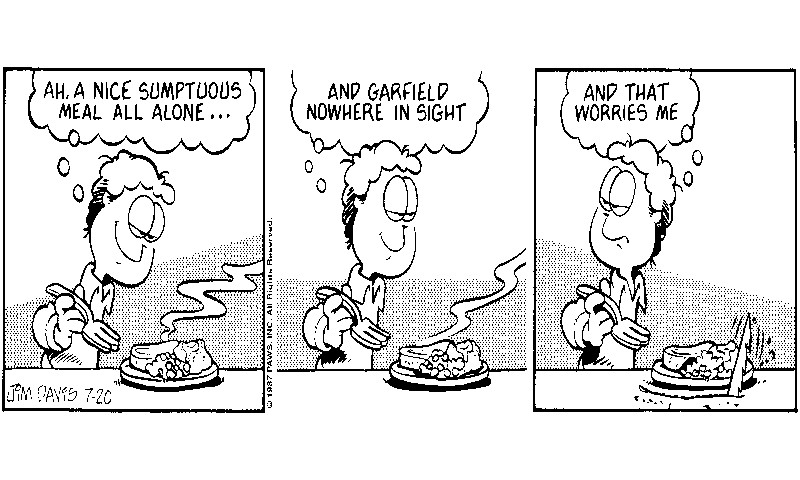 AH, A NICE SUMPTUOUS
MEAL ALL ALONE...
JIM DAVIS 7-20
© 1987 PAWS, INC. All Rights Reserved.
AND GARFIELD
NOWHERE IN SIGHT
AND THAT
WORRIES ME